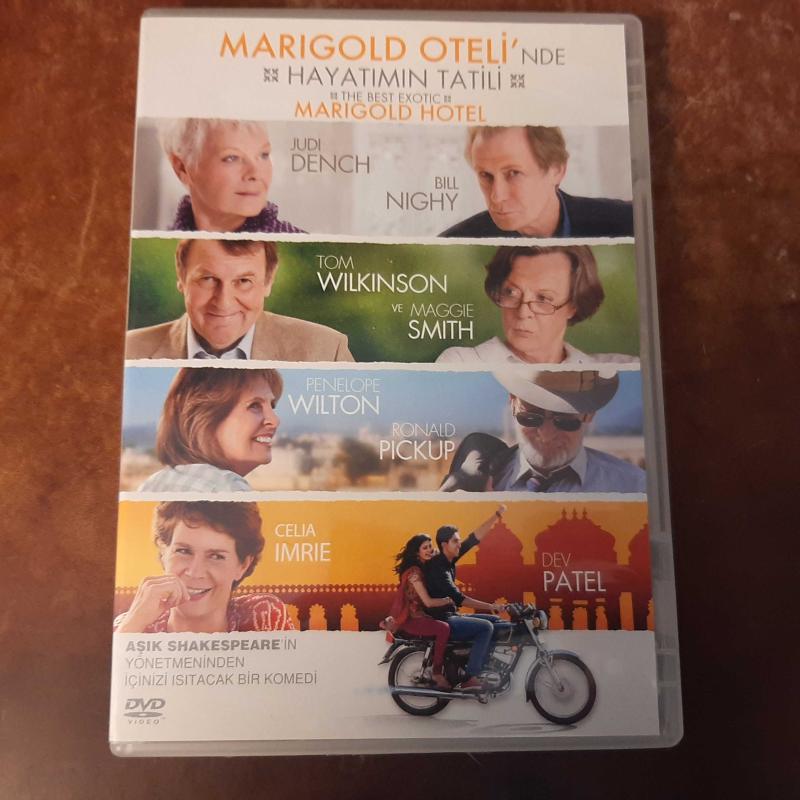 MARIGOLD OTELİ'NDE
HAYATIMIN TATİLİ
THE BEST EXOTIC
MARIGOLD HOTEL
JUDI
DENCH
BILL
NIGHY
TOM
WILKINSON
VE MAGGIE
SMITH
PENELOPE
WILTON
RONALD
PICKUP
CELIA
IMRIE
DEV
PATEL
AŞIK SHAKESPEARE'İN
YÖNETMENİNDEN
İÇİNİZİ ISITACAK BİR KOMEDİ
DVD
VIDEO